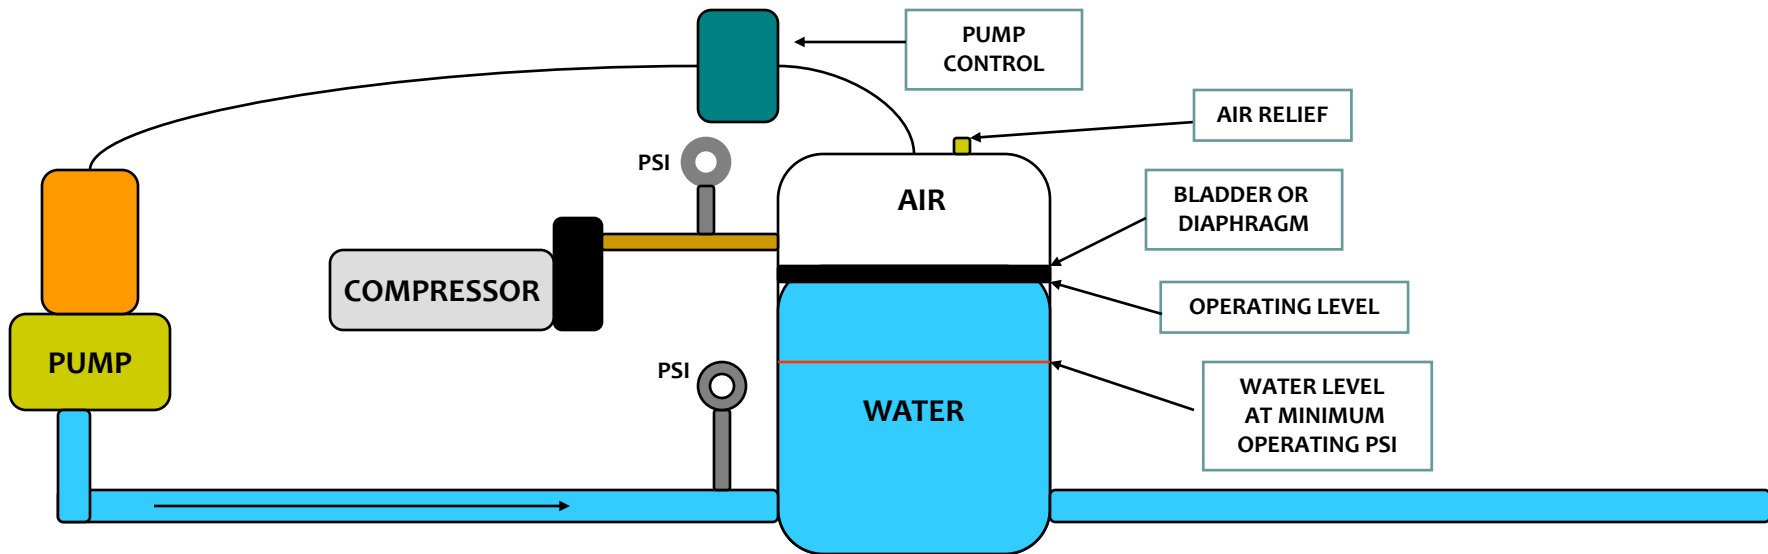 PUMP
CONTROL
AIR RELIEF
PSI
AIR
BLADDER OR
DIAPHRAGM
COMPRESSOR
OPERATING LEVEL
PUMP
PSI
WATER
WATER LEVEL
AT MINIMUM
OPERATING PSI